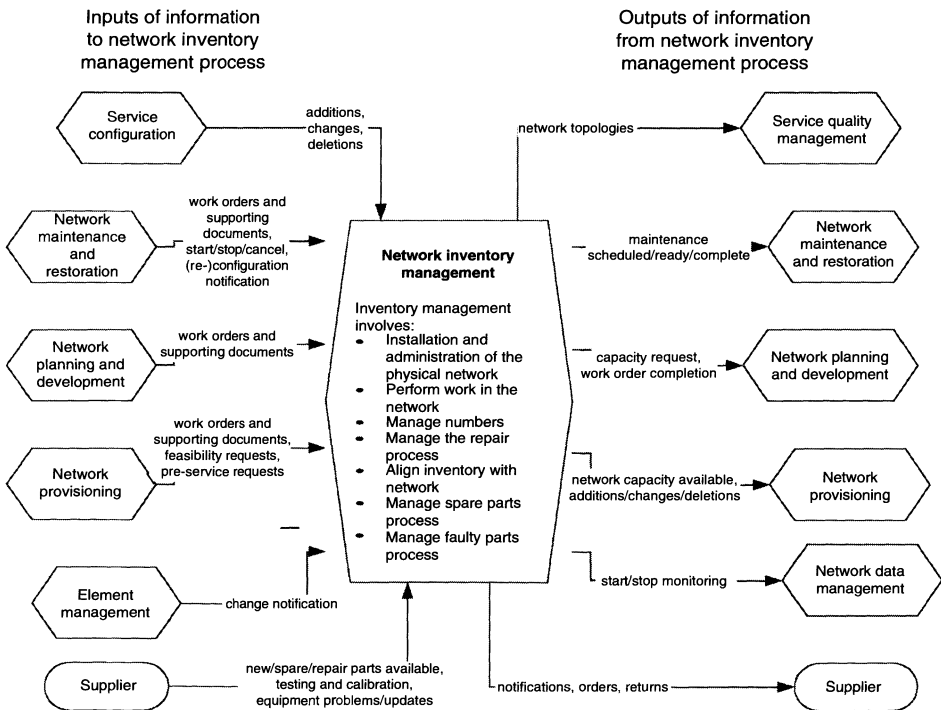 Inputs of information
to network inventory
management process
Outputs of information
from network inventory
management process
Service
configuration
additions,
changes,
deletions
network topologies
Service quality
management
Network
maintenance
and
restoration
work orders and
supporting
documents,
start/stop/cancel,
(re-)configuration
notification
Network inventory
management
Inventory management
involves:
• Installation and
administration of the
physical network
• Perform work in the
network
• Manage numbers
• Manage the repair
process
• Align inventory with
network
• Manage spare parts
process
• Manage faulty parts
process
maintenance
scheduled/ready/complete
Network
maintenance
and restoration
Network
planning and
development
work orders and
supporting documents
capacity request,
work order completion
Network planning
and development
Network
provisioning
work orders and
supporting documents,
feasibility requests,
pre-service requests
network capacity available,
additions/changes/deletions
Network
provisioning
Element
management
change notification
start/stop monitoring
Network data
management
Supplier
new/spare/repair parts available,
testing and calibration,
equipment problems/updates
notifications, orders, returns
Supplier